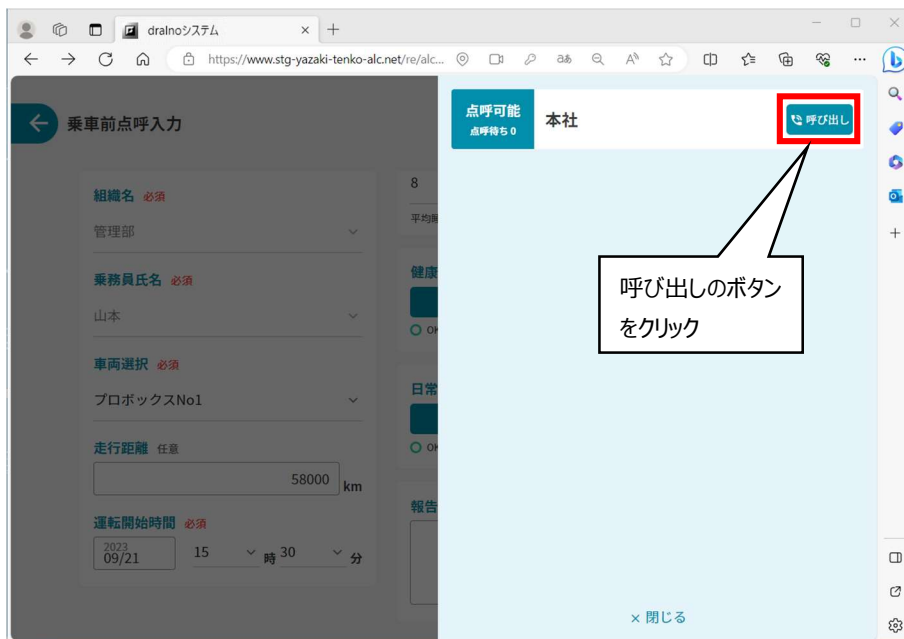 dralnoシステム
https://www.stg-yazaki-tenko-alc.net/re/alc...
乗車前点呼入力
点呼可能
点呼待ち 0
本社
呼び出し
組織名 必須
管理部
乗務員氏名 必須
山本
車両選択 必須
プロボックスNo1
走行距離 任意
58000 km
運転開始時間 必須
2023
09/21 15 時 30 分
8
平均
健康
OK
日常
報告
呼び出しのボタン
をクリック
× 閉じる